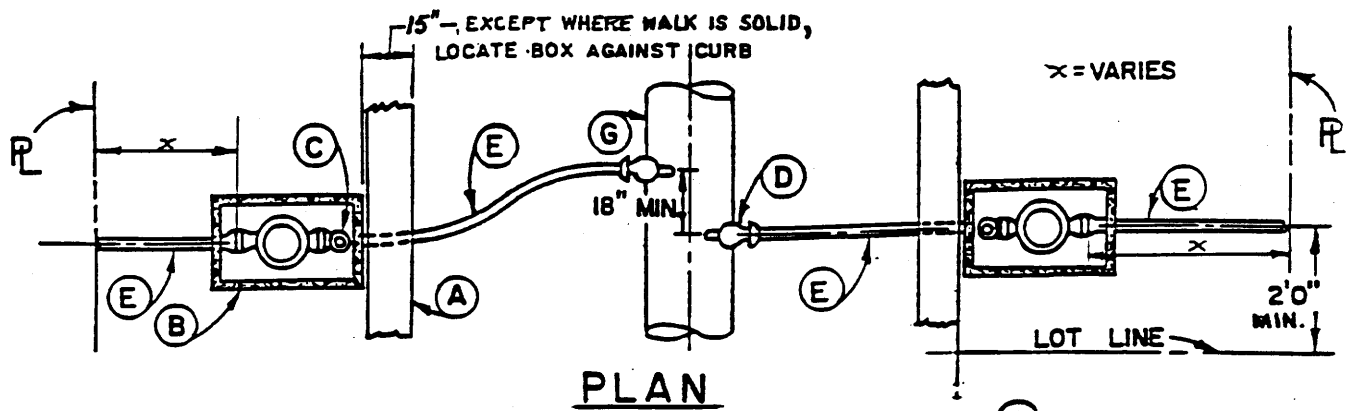 15" EXCEPT WHERE WALK IS SOLID,
LOCATE BOX AGAINST CURB
x = VARIES
PL
x
C
E
G
D
18" MIN.
E
PL
x
E
B
A
E
2'0"
MIN.
LOT LINE
PLAN